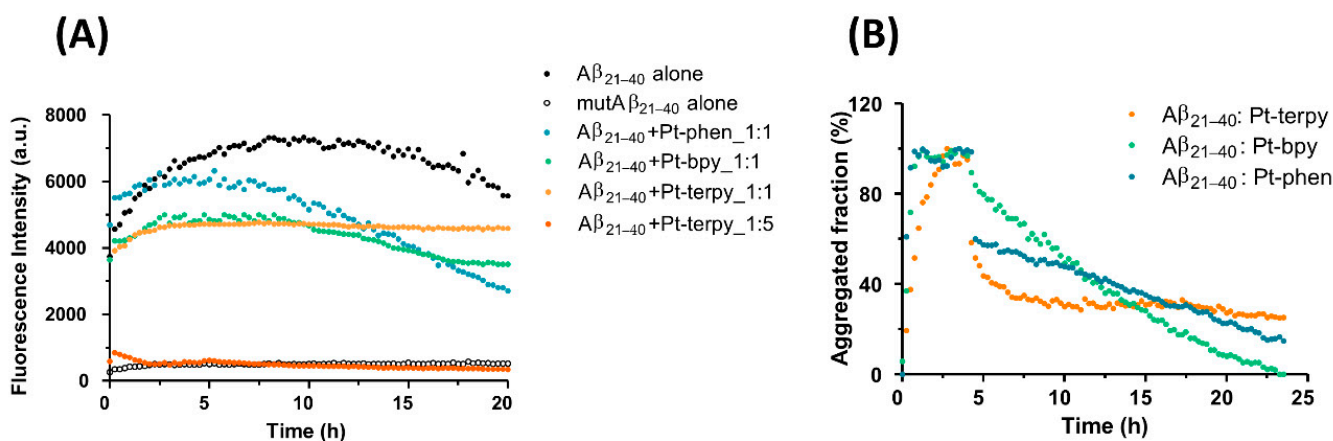 (A)
Fluorescence Intensity (a.u.)
8000
6000
4000
2000
0
0 5 10 15 20
Time (h)
Aβ21–40 alone
mutAβ21–40 alone
Aβ21–40 +Pt-phen_1:1
Aβ21–40 +Pt-bpy_1:1
Aβ21–40 +Pt-terpy_1:1
Aβ21–40 +Pt-terpy_1:5
(B)
Aggregated fraction (%)
120
80
40
0
0 5 10 15 20 25
Time (h)
Aβ21–40: Pt-terpy
Aβ21–40: Pt-bpy
Aβ21–40 : Pt-phen